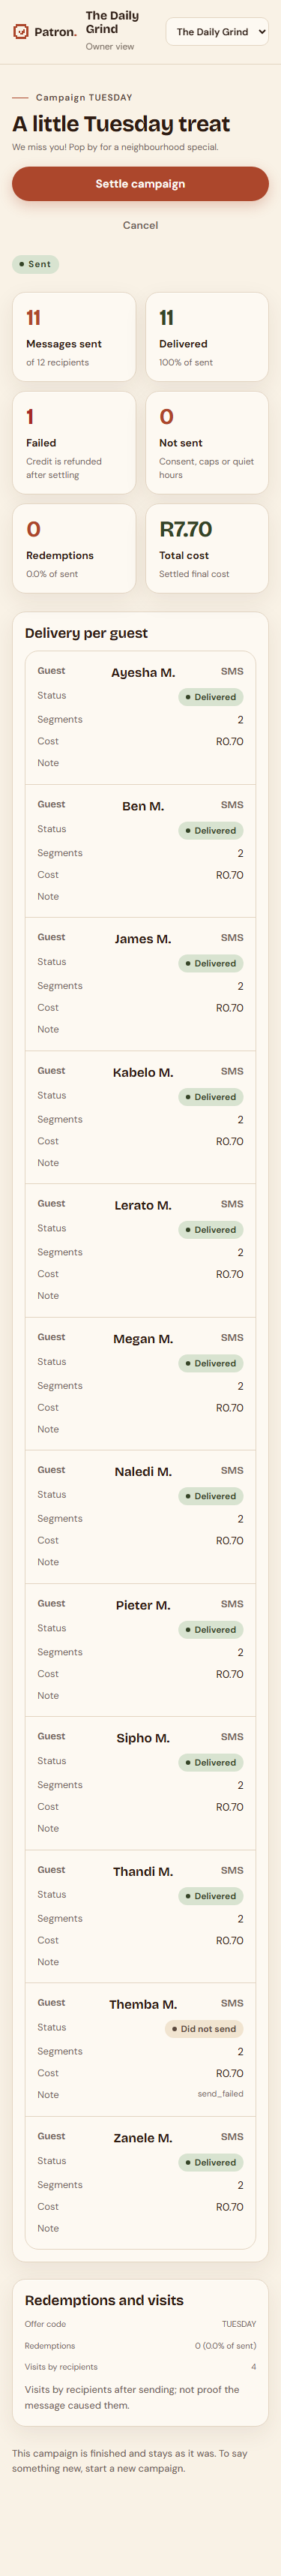 Patron.
The Daily
Grind
Owner view
The Daily Grind
Campaign TUESDAY
A little Tuesday treat
We miss you! Pop by for a neighbourhood special.
Settle campaign
Cancel
Sent
11
Messages sent
of 12 recipients
11
Delivered
100% of sent
1
Failed
Credit is refunded
after settling
0
Not sent
Consent, caps or quiet
hours
0
Redemptions
0.0% of sent
R7.70
Total cost
Settled final cost
Delivery per guest
Guest Ayesha M. SMS
Status Delivered
Segments 2
Cost R0.70
Note
Guest Ben M. SMS
Status Delivered
Segments 2
Cost R0.70
Note
Guest James M. SMS
Status Delivered
Segments 2
Cost R0.70
Note
Guest Kabelo M. SMS
Status Delivered
Segments 2
Cost R0.70
Note
Guest Lerato M. SMS
Status Delivered
Segments 2
Cost R0.70
Note
Guest Megan M. SMS
Status Delivered
Segments 2
Cost R0.70
Note
Guest Naledi M. SMS
Status Delivered
Segments 2
Cost R0.70
Note
Guest Pieter M. SMS
Status Delivered
Segments 2
Cost R0.70
Note
Guest Sipho M. SMS
Status Delivered
Segments 2
Cost R0.70
Note
Guest Thandi M. SMS
Status Delivered
Segments 2
Cost R0.70
Note
Guest Themba M. SMS
Status Did not send
Segments 2
Cost R0.70
Note send_failed
Guest Zanele M. SMS
Status Delivered
Segments 2
Cost R0.70
Note
Redemptions and visits
Offer code TUESDAY
Redemptions 0 (0.0% of sent)
Visits by recipients 4
Visits by recipients after sending; not proof the
message caused them.
This campaign is finished and stays as it was. To say
something new, start a new campaign.